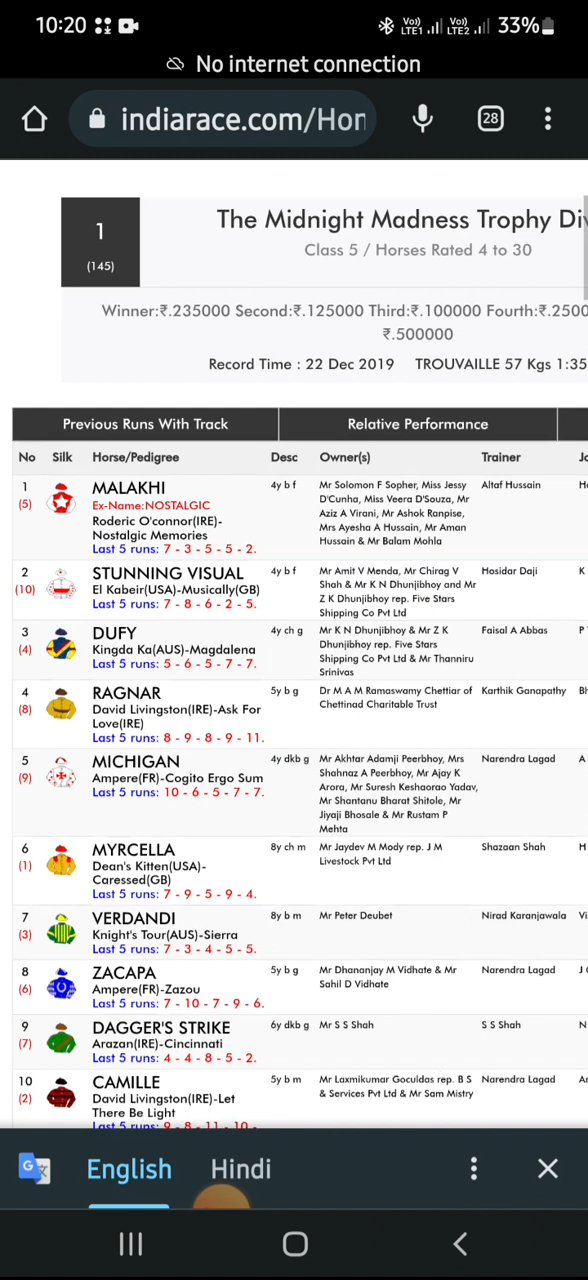 10:20
Vo)) LTE1 Vo)) LTE2 33%
No internet connection
indiarace.com/Hor
28
1
(145)
The Midnight Madness Trophy Div
Class 5 / Horses Rated 4 to 30
Winner:₹.235000 Second:₹.125000 Third:₹.100000 Fourth:₹.2500
₹.500000
Record Time : 22 Dec 2019 TROUVAILLE 57 Kgs 1:35
Previous Runs With Track
Relative Performance
No Silk Horse/Pedigree Desc Owner(s) Trainer Jo
1
(5)
MALAKHI
Ex-Name:NOSTALGIC
Roderic O'connor(IRE)-
Nostalgic Memories
Last 5 runs: 7 - 3 - 5 - 5 - 2.
4y b f
Mr Solomon F Sopher, Miss Jessy
D'Cunha, Miss Veera D'Souza, Mr
Aziz A Virani, Mr Ashok Ranpise,
Mrs Ayesha A Hussain, Mr Aman
Hussain & Mr Balam Mohla
Altaf Hussain
2
(10)
STUNNING VISUAL
El Kabeir(USA)-Musically(GB)
Last 5 runs: 7 - 8 - 6 - 2 - 5.
4y b f
Mr Amit V Menda, Mr Chirag V
Shah & Mr K N Dhunjibhoy and Mr
Z K Dhunjibhoy rep. Five Stars
Shipping Co Pvt Ltd
Hosidar Daji
K
3
(4)
DUFY
Kingda Ka(AUS)-Magdalena
Last 5 runs: 5 - 6 - 5 - 7 - 7.
4y ch g
Mr K N Dhunjibhoy & Mr Z K
Dhunjibhoy rep. Five Stars
Shipping Co Pvt Ltd & Mr Thanniru
Srinivas
Faisal A Abbas
P
4
(8)
RAGNAR
David Livingston(IRE)-Ask For
Love(IRE)
Last 5 runs: 8 - 9 - 8 - 9 - 11.
5y b g
Dr M A M Ramaswamy Chettiar of
Chettinad Charitable Trust
Karthik Ganapathy
Bh
5
(9)
MICHIGAN
Ampere(FR)-Cogito Ergo Sum
Last 5 runs: 10 - 6 - 5 - 7 - 7.
4y dkb g
Mr Akhtar Adamji Peerbhoy, Mrs
Shahnaz A Peerbhoy, Mr Ajay K
Arora, Mr Suresh Keshaorao Yadav,
Mr Shantanu Bharat Shitole, Mr
Jiyaji Bhosale & Mr Rustam P
Mehta
Narendra Lagad
A
6
(1)
MYRCELLA
Dean's Kitten(USA)-
Caressed(GB)
Last 5 runs: 7 - 9 - 5 - 9 - 4.
8y ch m
Mr Jaydev M Mody rep. J M
Livestock Pvt Ltd
Shazaan Shah
H
7
(3)
VERDANDI
Knight's Tour(AUS)-Sierra
Last 5 runs: 7 - 3 - 4 - 5 - 5.
8y b m
Mr Peter Deubet
Nirad Karanjawala
Vi
8
(6)
ZACAPA
Ampere(FR)-Zazou
Last 5 runs: 7 - 10 - 7 - 9 - 6.
5y b g
Mr Dhananjay M Vidhate & Mr
Sahil D Vidhate
Narendra Lagad
9
(7)
DAGGER'S STRIKE
Arazan(IRE)-Cincinnati
Last 5 runs: 4 - 4 - 8 - 5 - 2.
6y dkb g
Mr S S Shah
S S Shah
N
10
(2)
CAMILLE
David Livingston(IRE)-Let
There Be Light
Last 5 runs: 9 - 8 - 11 - 10 -
5y b m
Mr Laxmikumar Goculdas rep. B S
& Services Pvt Ltd & Mr Sam Mistry
Narendra Lagad
English
Hindi